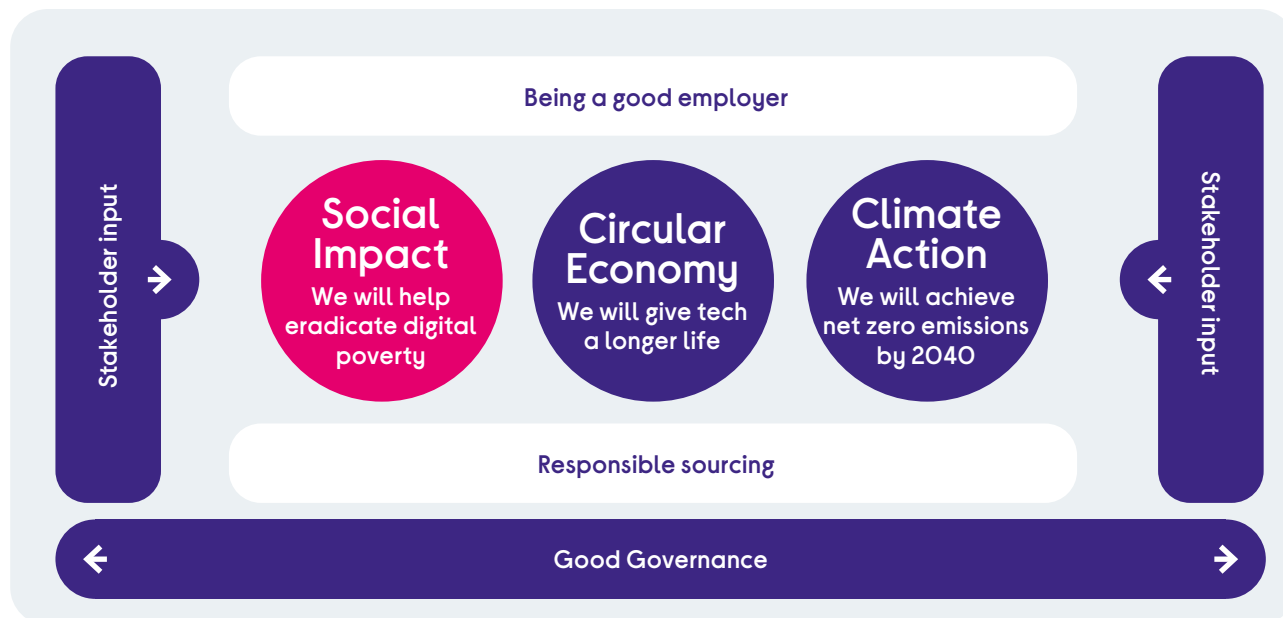 Being a good employer
Stakeholder input
Social
Impact
We will help
eradicate digital
poverty
Circular
Economy
We will give tech
a longer life
Climate
Action
We will achieve
net zero emissions
by 2040
Stakeholder input
Responsible sourcing
Good Governance